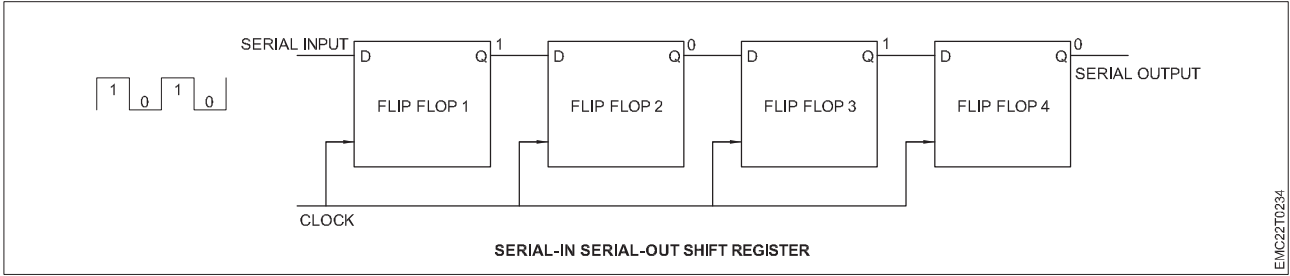 SERIAL INPUT
1 0 1 0
D Q 1
FLIP FLOP 1
D Q 0
FLIP FLOP 2
D Q 1
FLIP FLOP 3
D Q 0
FLIP FLOP 4
SERIAL OUTPUT
CLOCK
SERIAL-IN SERIAL-OUT SHIFT REGISTER
EMC22T0234